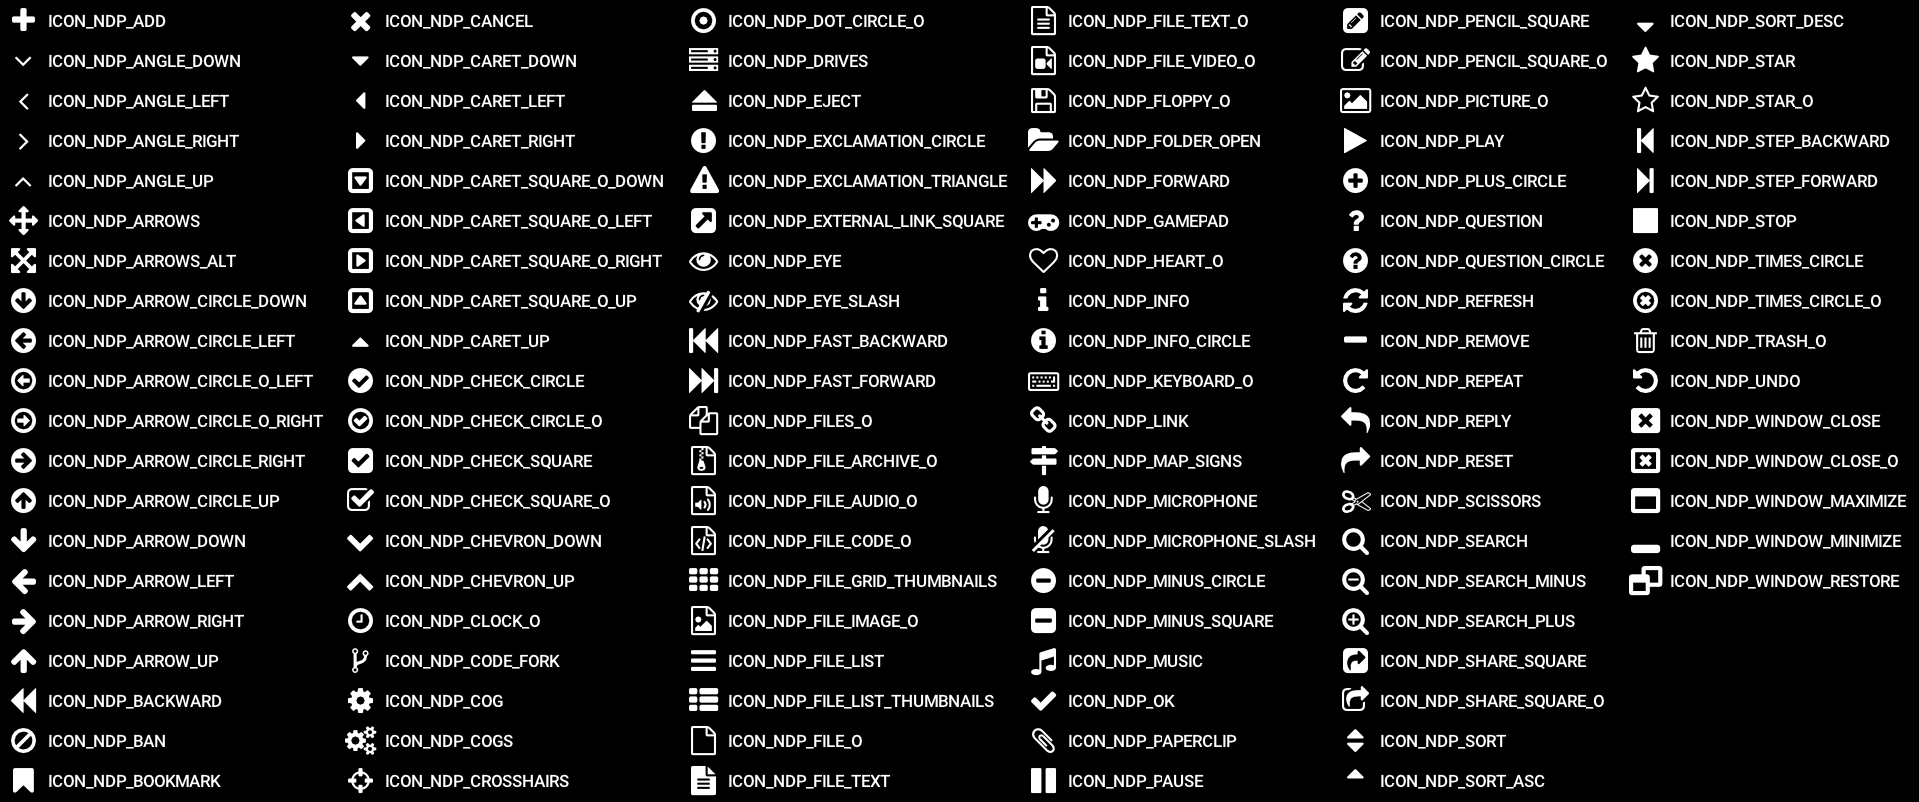 ICON_NDP_ADD
ICON_NDP_ANGLE_DOWN
ICON_NDP_ANGLE_LEFT
ICON_NDP_ANGLE_RIGHT
ICON_NDP_ANGLE_UP
ICON_NDP_ARROWS
ICON_NDP_ARROWS_ALT
ICON_NDP_ARROW_CIRCLE_DOWN
ICON_NDP_ARROW_CIRCLE_LEFT
ICON_NDP_ARROW_CIRCLE_O_LEFT
ICON_NDP_ARROW_CIRCLE_O_RIGHT
ICON_NDP_ARROW_CIRCLE_RIGHT
ICON_NDP_ARROW_CIRCLE_UP
ICON_NDP_ARROW_DOWN
ICON_NDP_ARROW_LEFT
ICON_NDP_ARROW_RIGHT
ICON_NDP_ARROW_UP
ICON_NDP_BACKWARD
ICON_NDP_BAN
ICON_NDP_BOOKMARK
ICON_NDP_CANCEL
ICON_NDP_CARET_DOWN
ICON_NDP_CARET_LEFT
ICON_NDP_CARET_RIGHT
ICON_NDP_CARET_SQUARE_O_DOWN
ICON_NDP_CARET_SQUARE_O_LEFT
ICON_NDP_CARET_SQUARE_O_RIGHT
ICON_NDP_CARET_SQUARE_O_UP
ICON_NDP_CARET_UP
ICON_NDP_CHECK_CIRCLE
ICON_NDP_CHECK_CIRCLE_O
ICON_NDP_CHECK_SQUARE
ICON_NDP_CHECK_SQUARE_O
ICON_NDP_CHEVRON_DOWN
ICON_NDP_CHEVRON_UP
ICON_NDP_CLOCK_O
ICON_NDP_CODE_FORK
ICON_NDP_COG
ICON_NDP_COGS
ICON_NDP_CROSSHAIRS
ICON_NDP_DOT_CIRCLE_O
ICON_NDP_DRIVES
ICON_NDP_EJECT
ICON_NDP_EXCLAMATION_CIRCLE
ICON_NDP_EXCLAMATION_TRIANGLE
ICON_NDP_EXTERNAL_LINK_SQUARE
ICON_NDP_EYE
ICON_NDP_EYE_SLASH
ICON_NDP_FAST_BACKWARD
ICON_NDP_FAST_FORWARD
ICON_NDP_FILES_O
ICON_NDP_FILE_ARCHIVE_O
ICON_NDP_FILE_AUDIO_O
ICON_NDP_FILE_CODE_O
ICON_NDP_FILE_GRID_THUMBNAILS
ICON_NDP_FILE_IMAGE_O
ICON_NDP_FILE_LIST
ICON_NDP_FILE_LIST_THUMBNAILS
ICON_NDP_FILE_O
ICON_NDP_FILE_TEXT
ICON_NDP_FILE_TEXT_O
ICON_NDP_FILE_VIDEO_O
ICON_NDP_FLOPPY_O
ICON_NDP_FOLDER_OPEN
ICON_NDP_FORWARD
ICON_NDP_GAMEPAD
ICON_NDP_HEART_O
ICON_NDP_INFO
ICON_NDP_INFO_CIRCLE
ICON_NDP_KEYBOARD_O
ICON_NDP_LINK
ICON_NDP_MAP_SIGNS
ICON_NDP_MICROPHONE
ICON_NDP_MICROPHONE_SLASH
ICON_NDP_MINUS_CIRCLE
ICON_NDP_MINUS_SQUARE
ICON_NDP_MUSIC
ICON_NDP_OK
ICON_NDP_PAPERCLIP
ICON_NDP_PAUSE
ICON_NDP_PENCIL_SQUARE
ICON_NDP_PENCIL_SQUARE_O
ICON_NDP_PICTURE_O
ICON_NDP_PLAY
ICON_NDP_PLUS_CIRCLE
ICON_NDP_QUESTION
ICON_NDP_QUESTION_CIRCLE
ICON_NDP_REFRESH
ICON_NDP_REMOVE
ICON_NDP_REPEAT
ICON_NDP_REPLY
ICON_NDP_RESET
ICON_NDP_SCISSORS
ICON_NDP_SEARCH
ICON_NDP_SEARCH_MINUS
ICON_NDP_SEARCH_PLUS
ICON_NDP_SHARE_SQUARE
ICON_NDP_SHARE_SQUARE_O
ICON_NDP_SORT
ICON_NDP_SORT_ASC
ICON_NDP_SORT_DESC
ICON_NDP_STAR
ICON_NDP_STAR_O
ICON_NDP_STEP_BACKWARD
ICON_NDP_STEP_FORWARD
ICON_NDP_STOP
ICON_NDP_TIMES_CIRCLE
ICON_NDP_TIMES_CIRCLE_O
ICON_NDP_TRASH_O
ICON_NDP_UNDO
ICON_NDP_WINDOW_CLOSE
ICON_NDP_WINDOW_CLOSE_O
ICON_NDP_WINDOW_MAXIMIZE
ICON_NDP_WINDOW_MINIMIZE
ICON_NDP_WINDOW_RESTORE